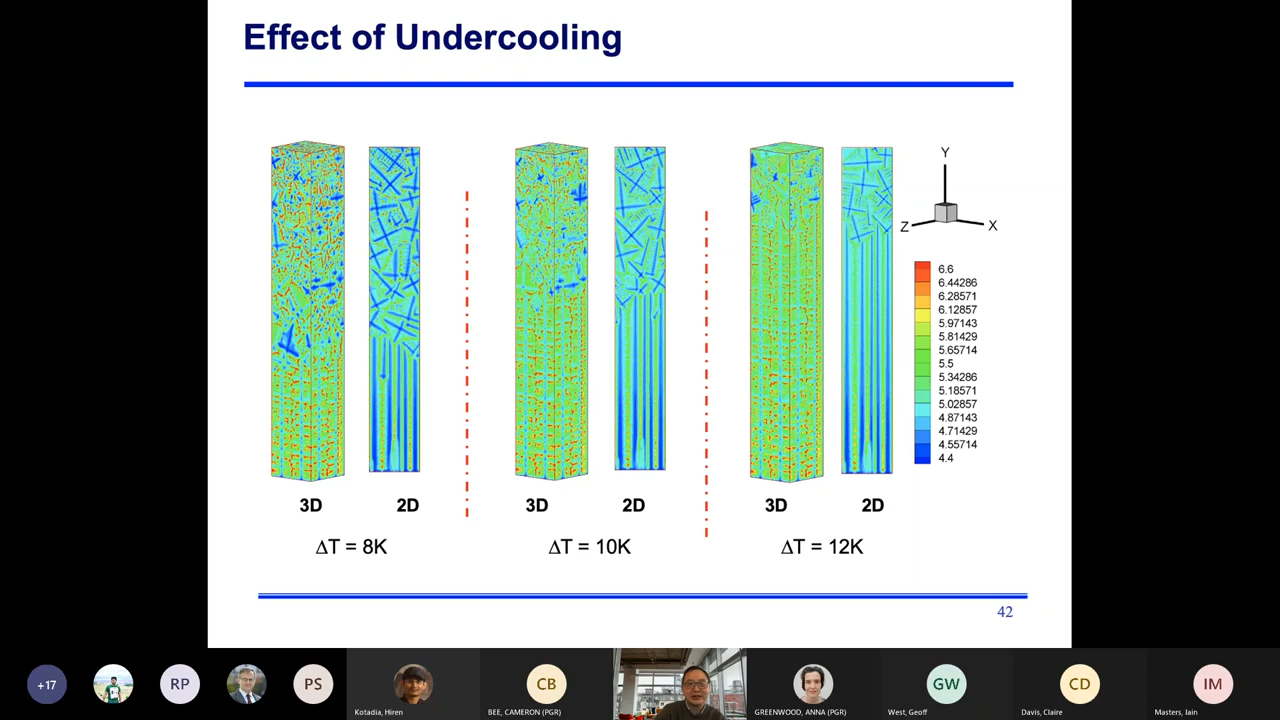 Effect of Undercooling
Y
Z
X
6.6
6.44286
6.28571
6.12857
5.97143
5.81429
5.65714
5.5
5.34286
5.18571
5.02857
4.87143
4.71429
4.55714
4.4
3D 2D 3D 2D 3D 2D
ΔT = 8K ΔT = 10K ΔT = 12K
42
+17 RP PS CB GW CD IM
Kotadia, Hiren BEE, CAMERON (PGR) GREENWOOD, ANNA (PGR) West, Geoff Davis, Claire Masters, Iain